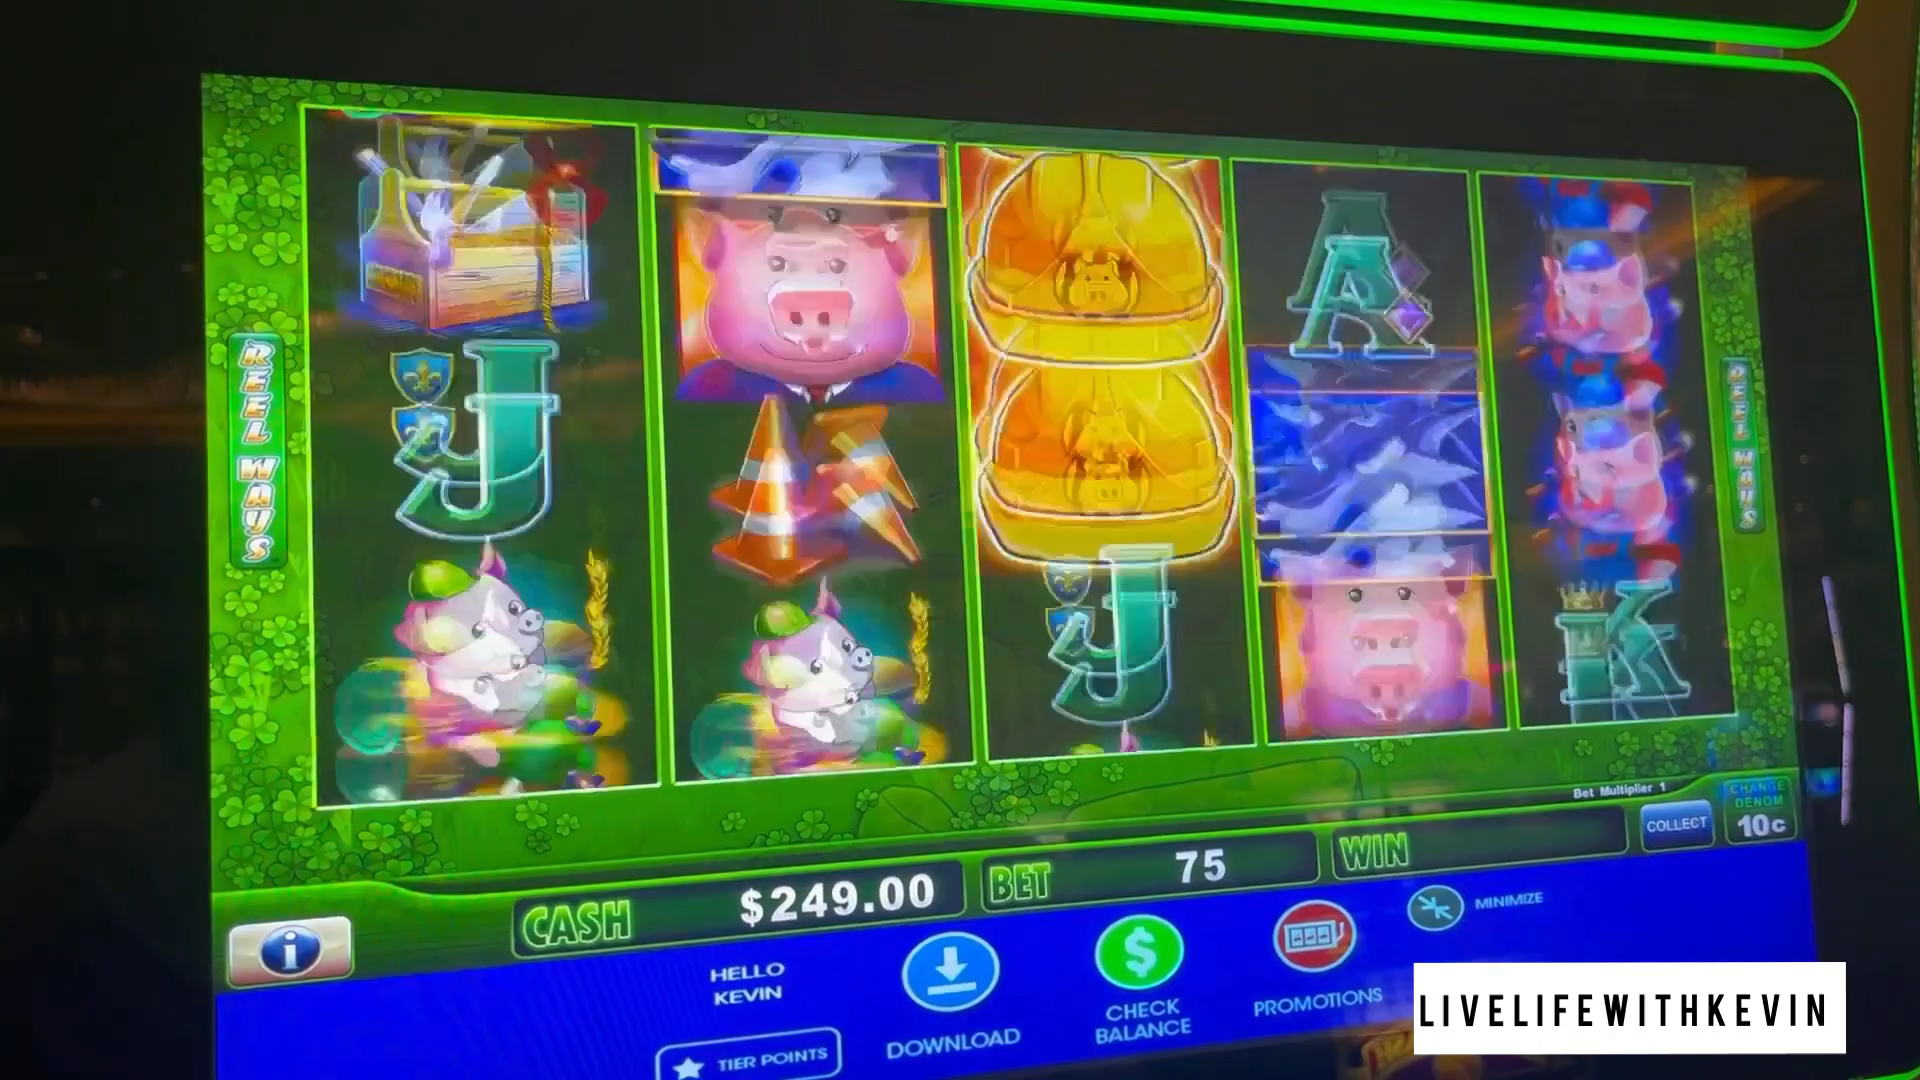 REEL WAYS
REEL WAYS
A
J
J
K
Bet Multiplier 1
CHANGE
DENOM
10c
COLLECT
CASH
$249.00
BET
75
WIN
HELLO
KEVIN
DOWNLOAD
CHECK
BALANCE
PROMOTIONS
MINIMIZE
TIER POINTS
LIVELIFEWITHKEVIN